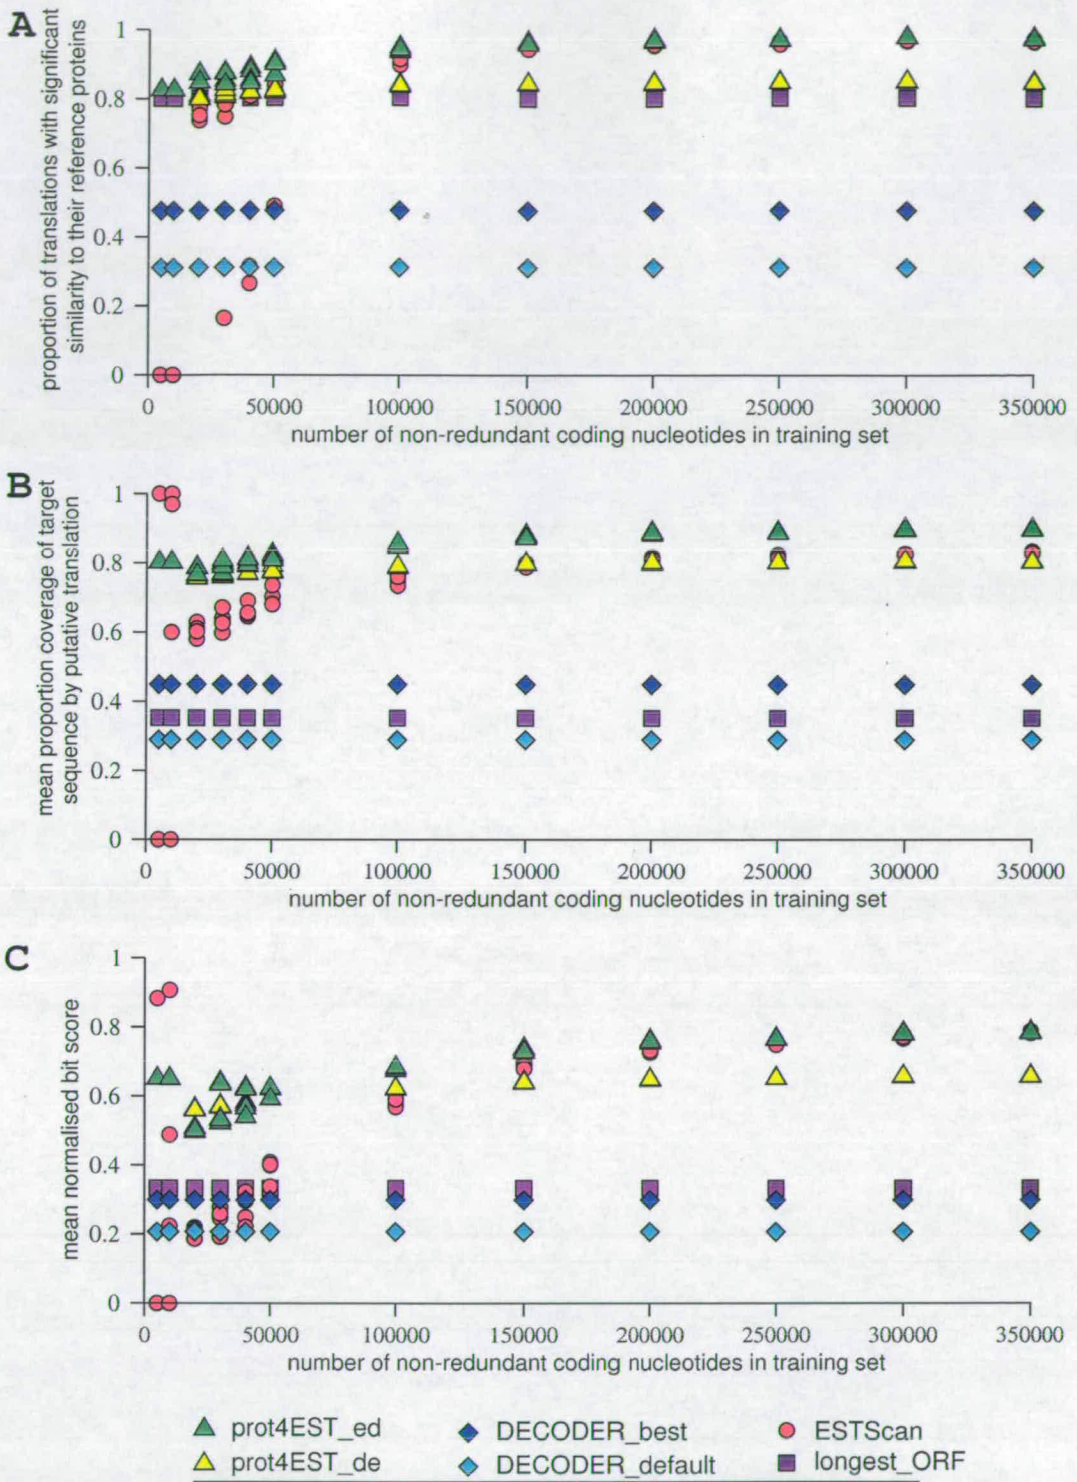 A
proportion of translations with significant
similarity to their reference proteins
1
0.8
0.6
0.4
0.2
0
0 50000 100000 150000 200000 250000 300000 350000
number of non-redundant coding nucleotides in training set
B
mean proportion coverage of target
sequence by putative translation
1
0.8
0.6
0.4
0.2
0
0 50000 100000 150000 200000 250000 300000 350000
number of non-redundant coding nucleotides in training set
C
mean normalised bit score
1
0.8
0.6
0.4
0.2
0
0 50000 100000 150000 200000 250000 300000 350000
number of non-redundant coding nucleotides in training set
prot4EST_ed DECODER_best ESTScan
prot4EST_de DECODER_default longest_ORF